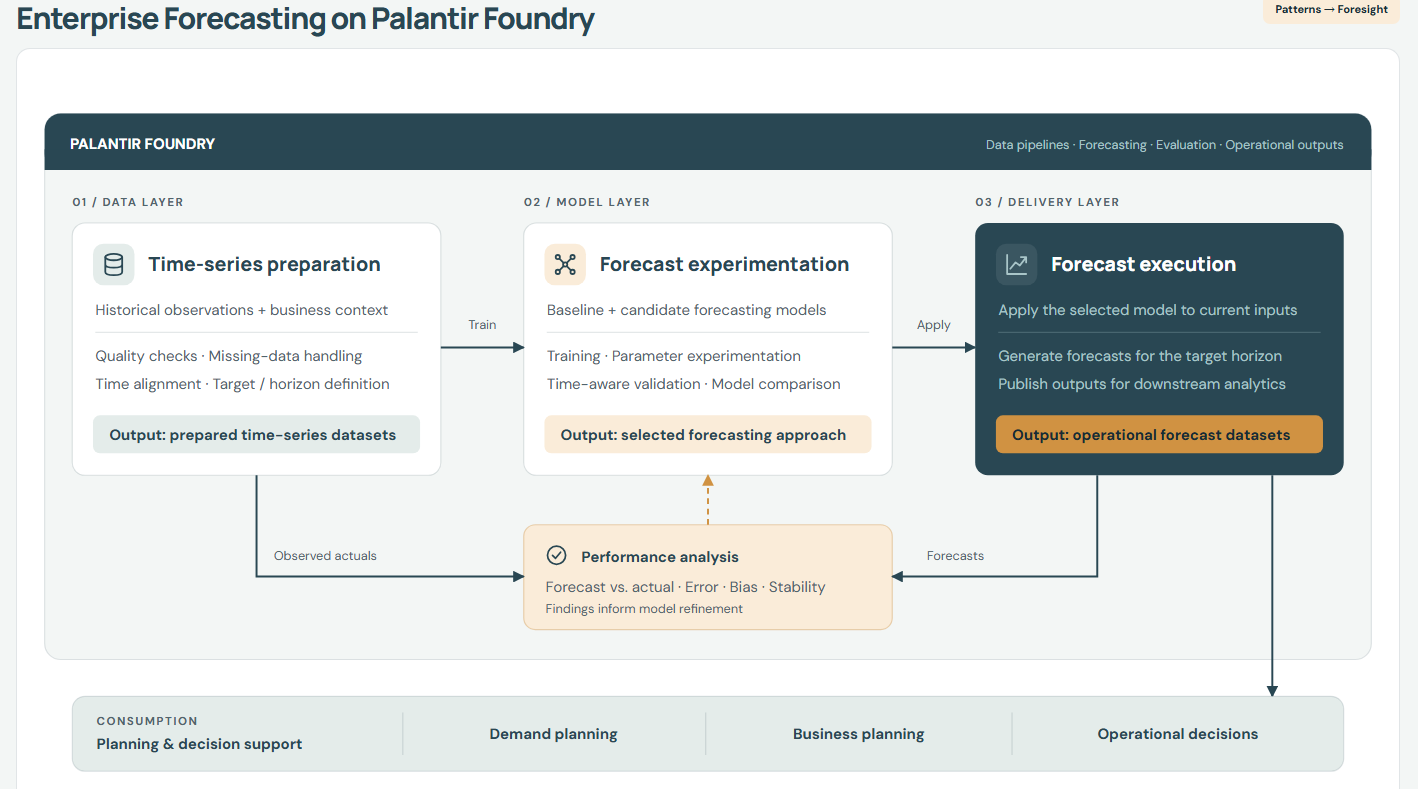 Enterprise Forecasting on Palantir Foundry
Patterns → Foresight
PALANTIR FOUNDRY
Data pipelines · Forecasting · Evaluation · Operational outputs
01 / DATA LAYER
Time-series preparation
Historical observations + business context
Quality checks · Missing-data handling
Time alignment · Target / horizon definition
Output: prepared time-series datasets
Train
02 / MODEL LAYER
Forecast experimentation
Baseline + candidate forecasting models
Training · Parameter experimentation
Time-aware validation · Model comparison
Output: selected forecasting approach
Apply
03 / DELIVERY LAYER
Forecast execution
Apply the selected model to current inputs
Generate forecasts for the target horizon
Publish outputs for downstream analytics
Output: operational forecast datasets
Observed actuals
Performance analysis
Forecast vs. actual · Error · Bias · Stability
Findings inform model refinement
Forecasts
CONSUMPTION
Planning & decision support
Demand planning
Business planning
Operational decisions